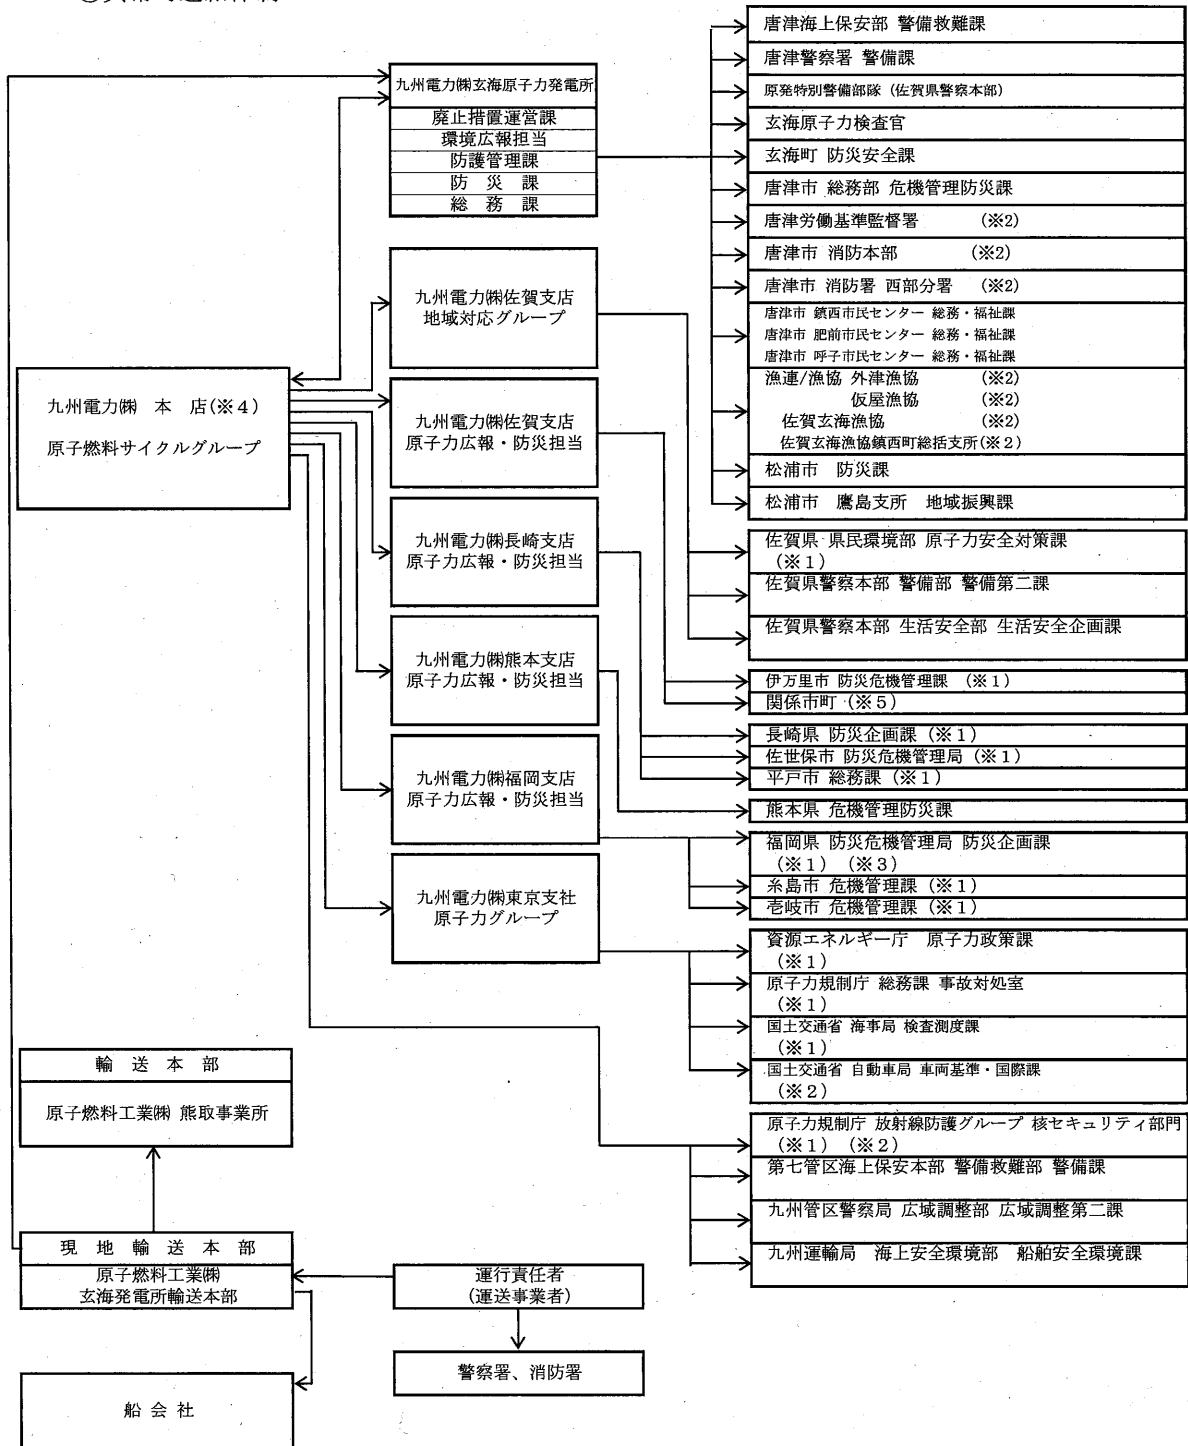 九州電力㈱玄海原子力発電所
廃止措置運営課
環境広報担当
防護管理課
防 災 課
総 務 課
九州電力㈱佐賀支店
地域対応グループ
九州電力㈱佐賀支店
原子力広報・防災担当
九州電力㈱長崎支店
原子力広報・防災担当
九州電力㈱熊本支店
原子力広報・防災担当
九州電力㈱福岡支店
原子力広報・防災担当
九州電力㈱東京支社
原子力グループ
九州電力㈱ 本 店(※4)
原子燃料サイクルグループ
輸 送 本 部
原子燃料工業㈱ 熊取事業所
現 地 輸 送 本 部
原子燃料工業㈱
玄海発電所輸送本部
船 会 社
運行責任者
(運送事業者)
警察署、消防署
唐津海上保安部 警備救難課
唐津警察署 警備課
原発特別警備部隊（佐賀県警察本部）
玄海原子力検査官
玄海町 防災安全課
唐津市 総務部 危機管理防災課
唐津労働基準監督署 (※2)
唐津市 消防本部 (※2)
唐津市 消防署 西部分署 (※2)
唐津市 鎮西市民センター 総務・福祉課
唐津市 肥前市民センター 総務・福祉課
唐津市 呼子市民センター 総務・福祉課
漁連/漁協 外津漁協 (※2)
仮屋漁協 (※2)
佐賀玄海漁協 (※2)
佐賀玄海漁協鎮西町総括支所(※2)
松浦市 防災課
松浦市 鷹島支所 地域振興課
佐賀県 県民環境部 原子力安全対策課
(※1)
佐賀県警察本部 警備部 警備第二課
佐賀県警察本部 生活安全部 生活安全企画課
伊万里市 防災危機管理課 (※1)
関係市町 (※5)
長崎県 防災企画課 (※1)
佐世保市 防災危機管理局 (※1)
平戸市 総務課 (※1)
熊本県 危機管理防災課
福岡県 防災危機管理局 防災企画課
(※1) (※3)
糸島市 危機管理課 (※1)
壱岐市 危機管理課 (※1)
資源エネルギー庁 原子力政策課
(※1)
原子力規制庁 総務課 事故対処室
(※1)
国土交通省 海事局 検査測度課
(※1)
国土交通省 自動車局 車両基準・国際課
(※2)
原子力規制庁 放射線防護グループ 核セキュリティ部門
(※1) (※2)
第七管区海上保安本部 警備救難部 警備課
九州管区警察局 広域調整部 広域調整第二課
九州運輸局 海上安全環境部 船舶安全環境課